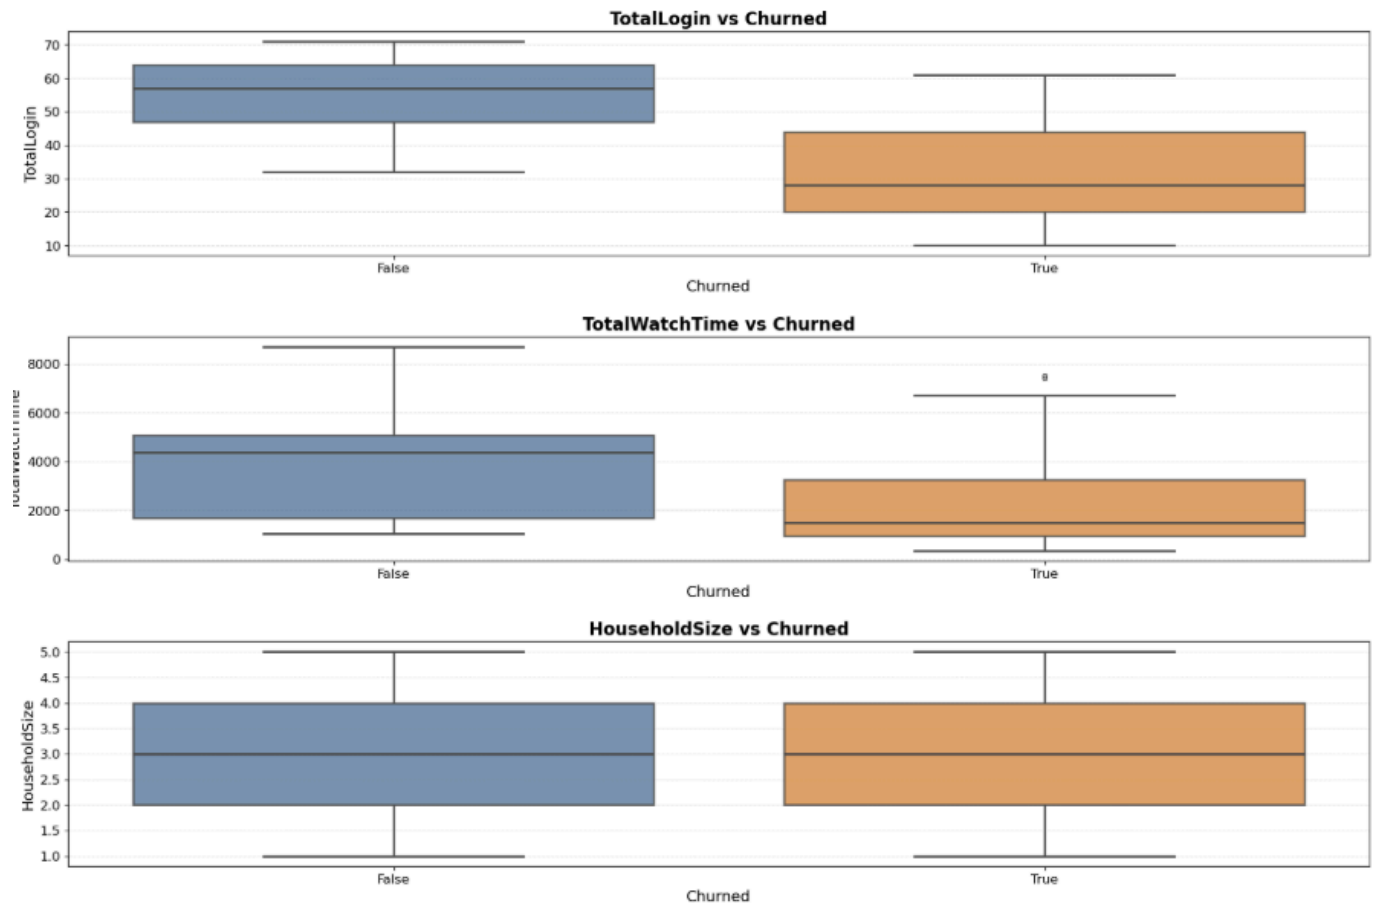 TotalLogin vs Churned
70
60
50
40
30
20
10
TotalLogin
False True
Churned
TotalWatchTime vs Churned
8000
6000
4000
2000
0
TotalWatchTime
False True
Churned
HouseholdSize vs Churned
5.0
4.5
4.0
3.5
3.0
2.5
2.0
1.5
1.0
HouseholdSize
False True
Churned